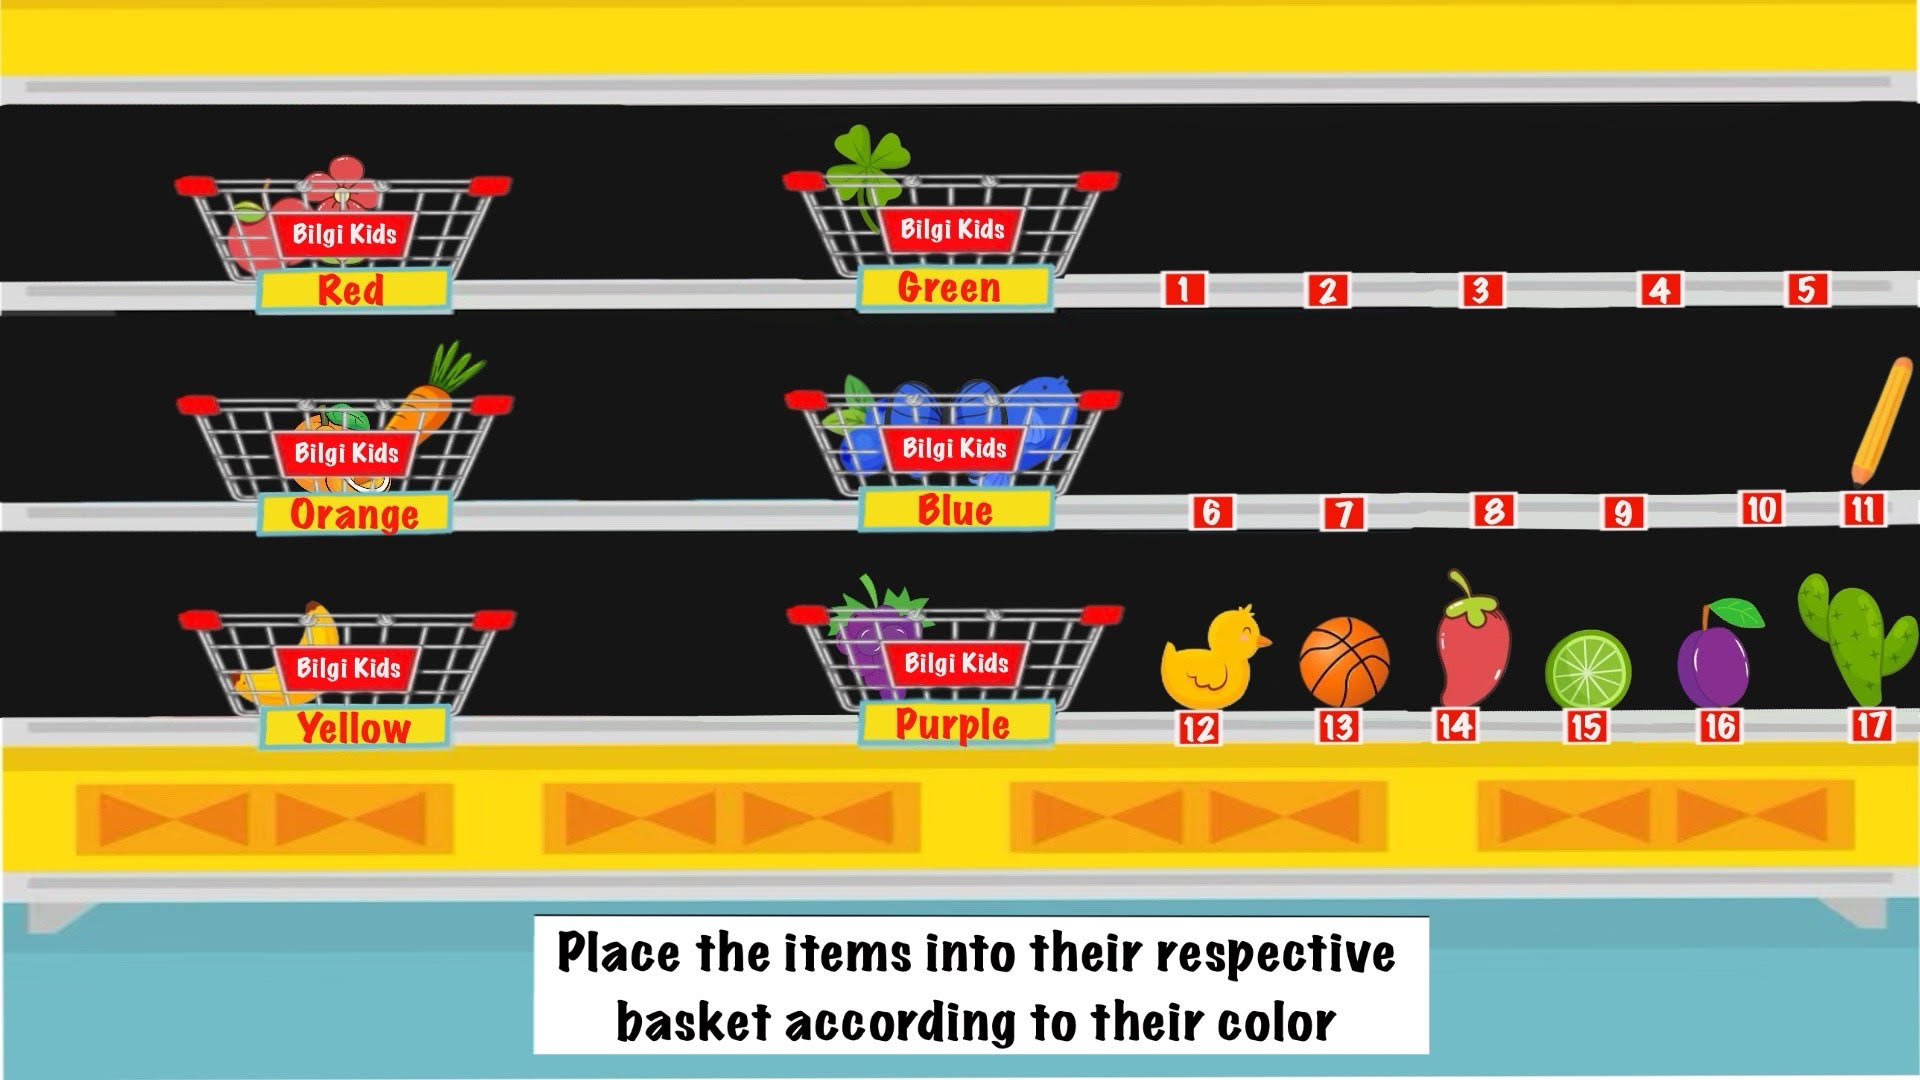 Bilgi Kids
Red
Bilgi Kids
Green
1 2 3 4 5
Bilgi Kids
Orange
Bilgi Kids
Blue
6 7 8 9 10 11
Bilgi Kids
Yellow
Bilgi Kids
Purple
12 13 14 15 16 17
Place the items into their respective
basket according to their color